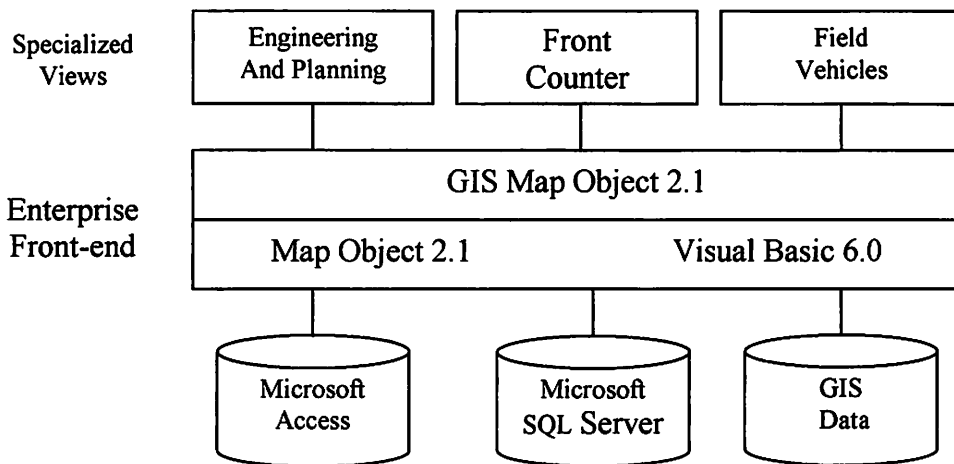 Specialized
Views
Engineering
And Planning
Front
Counter
Field
Vehicles
Enterprise
Front-end
GIS Map Object 2.1
Map Object 2.1
Visual Basic 6.0
Microsoft
Access
Microsoft
SQL Server
GIS
Data